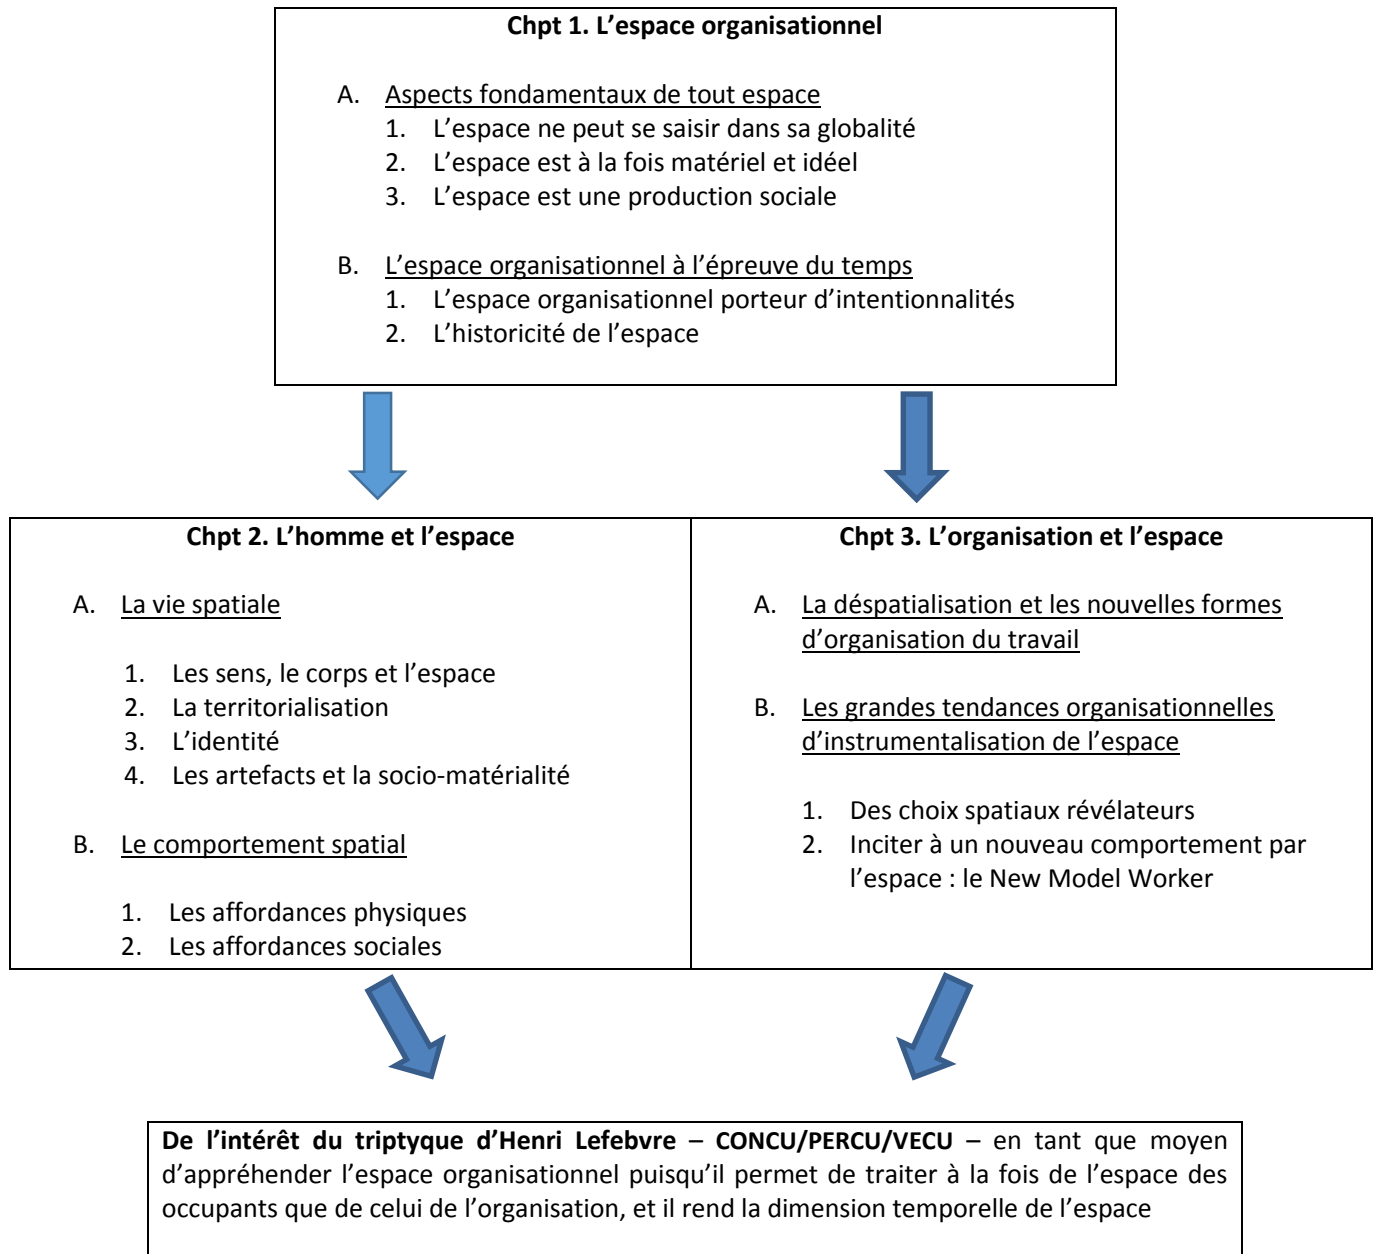 Chpt 1. L’espace organisationnel
A. Aspects fondamentaux de tout espace
1. L’espace ne peut se saisir dans sa globalité
2. L’espace est à la fois matériel et idéel
3. L’espace est une production sociale
B. L’espace organisationnel à l’épreuve du temps
1. L’espace organisationnel porteur d’intentionnalités
2. L’historicité de l’espace
Chpt 2. L’homme et l’espace
A. La vie spatiale
1. Les sens, le corps et l’espace
2. La territorialisation
3. L’identité
4. Les artefacts et la socio-matérialité
B. Le comportement spatial
1. Les affordances physiques
2. Les affordances sociales
Chpt 3. L’organisation et l’espace
A. La déspatialisation et les nouvelles formes
d’organisation du travail
B. Les grandes tendances organisationnelles
d’instrumentalisation de l’espace
1. Des choix spatiaux révélateurs
2. Inciter à un nouveau comportement par
l’espace : le New Model Worker
De l’intérêt du triptyque d’Henri Lefebvre – CONCU/PERCU/VECU – en tant que moyen
d’appréhender l’espace organisationnel puisqu’il permet de traiter à la fois de l’espace des
occupants que de celui de l’organisation, et il rend la dimension temporelle de l’espace